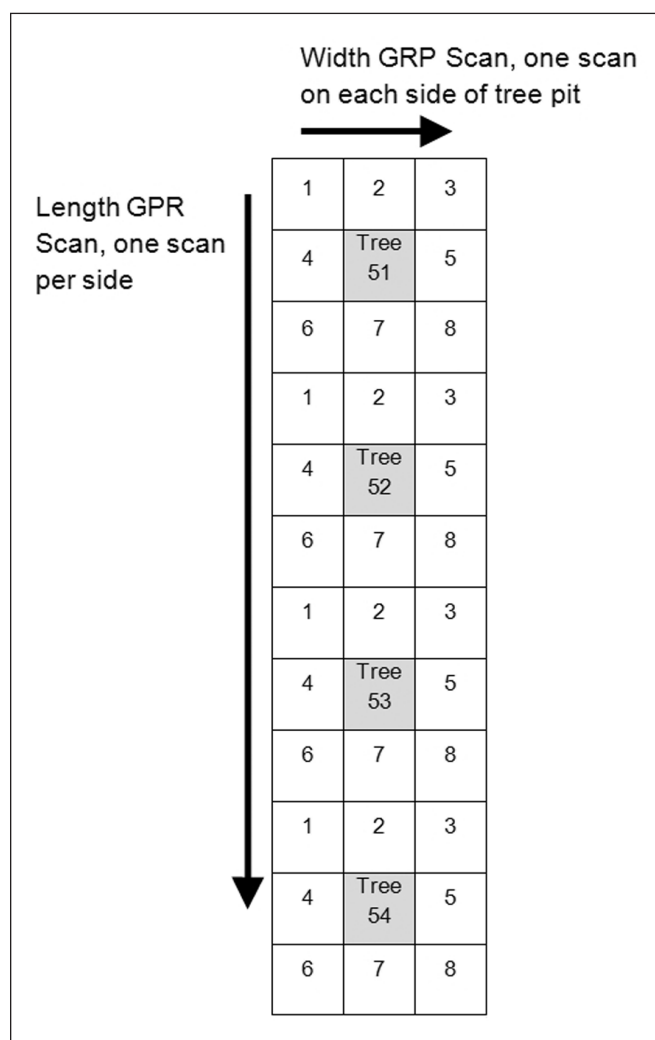 Width GRP Scan, one scan
on each side of tree pit
Length GPR
Scan, one scan
per side
1 2 3
4 Tree 51 5
6 7 8
1 2 3
4 Tree 52 5
6 7 8
1 2 3
4 Tree 53 5
6 7 8
1 2 3
4 Tree 54 5
6 7 8